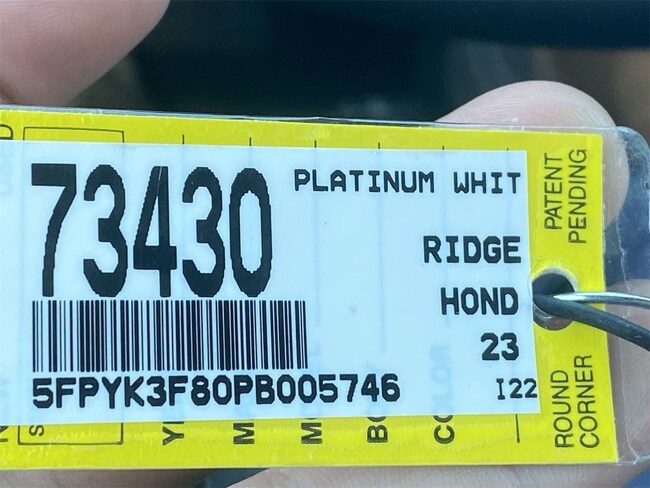 73430
PLATINUM WHIT
RIDGE
HOND
23
5FPYK3F80PB005746
I22
PATENT
PENDING
ROUND
CORNER